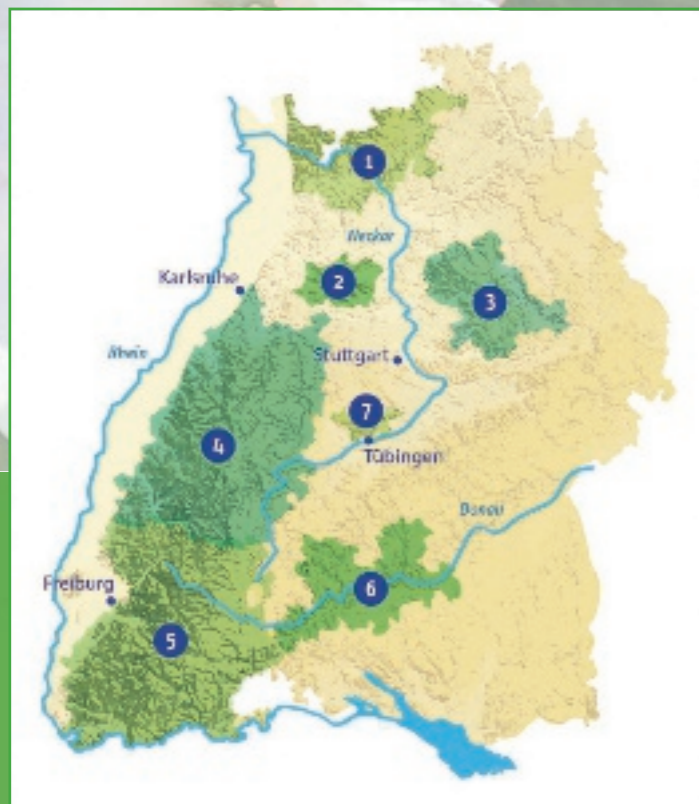 1
Neckar
2
Karlsruhe
3
Rhein
Stuttgart
7
4
Tübingen
Donau
Freiburg
6
5